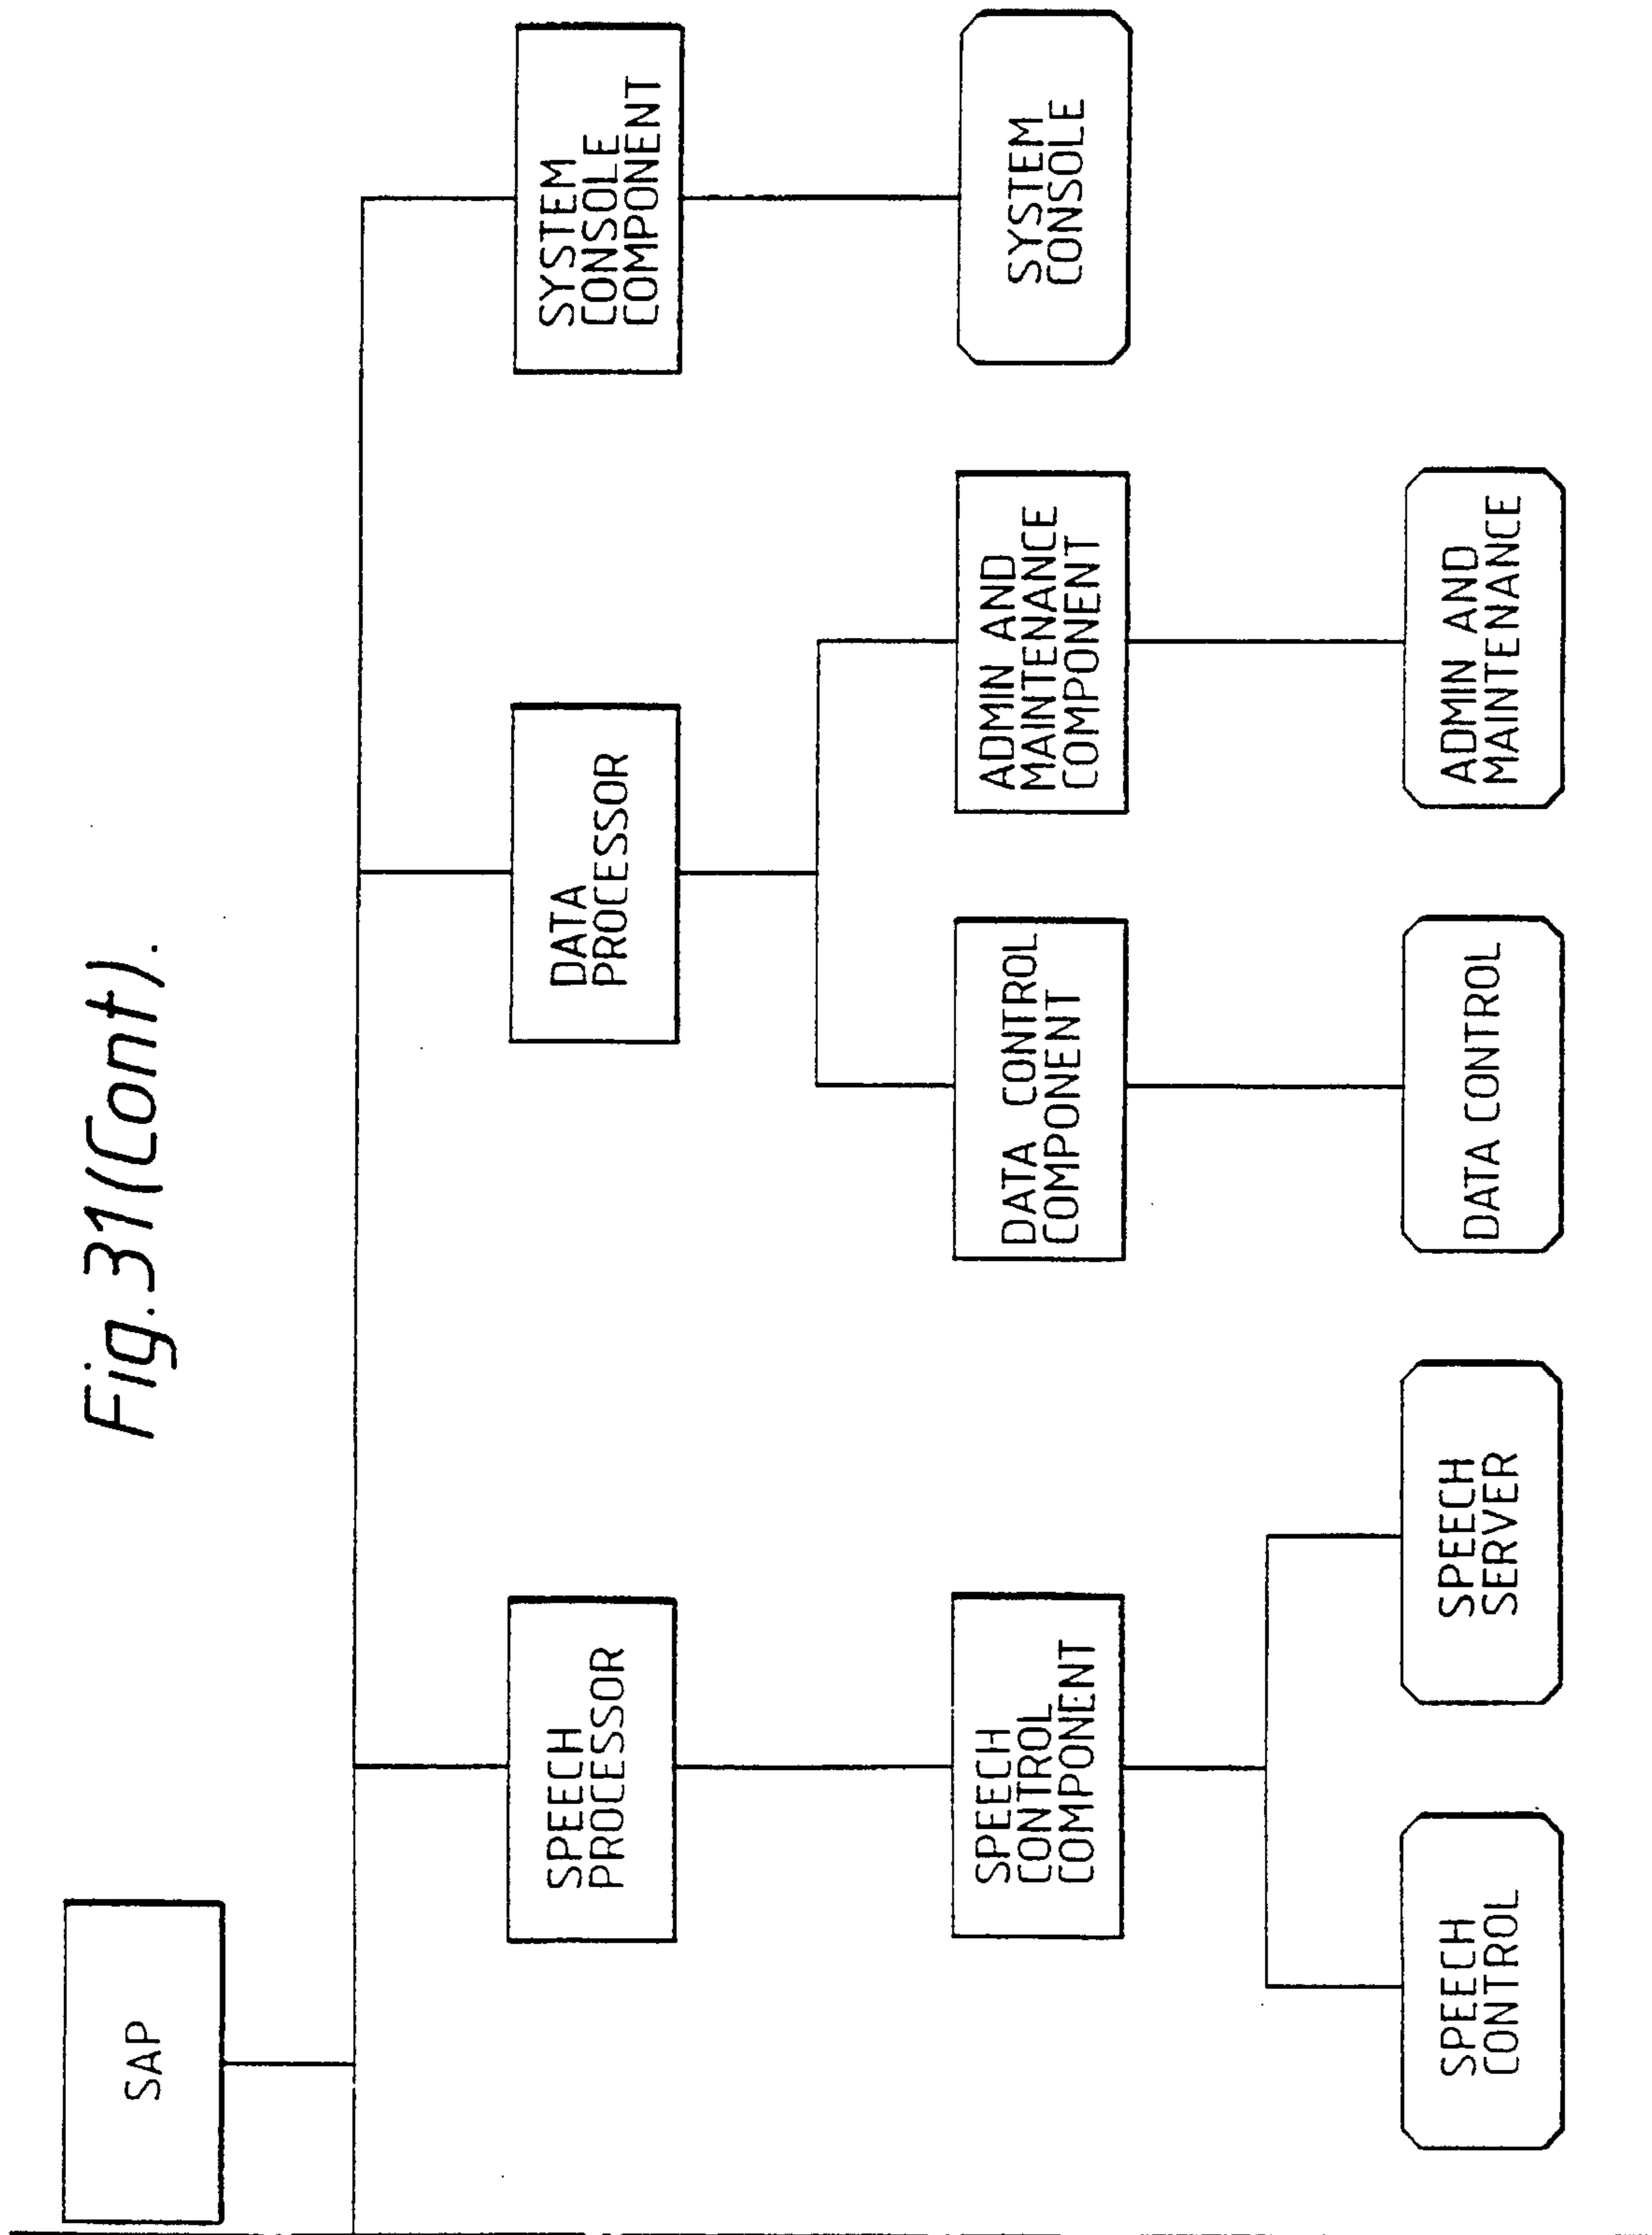 Fig.31(Cont).
SAP
SPEECH
PROCESSOR
DATA
PROCESSOR
SYSTEM
CONSOLE
COMPONENT
SPEECH
CONTROL
COMPONENT
DATA CONTROL
COMPONENT
ADMIN AND
MAINTENANCE
COMPONENT
SYSTEM
CONSOLE
SPEECH
CONTROL
SPEECH
SERVER
DATA CONTROL
ADMIN AND
MAINTENANCE